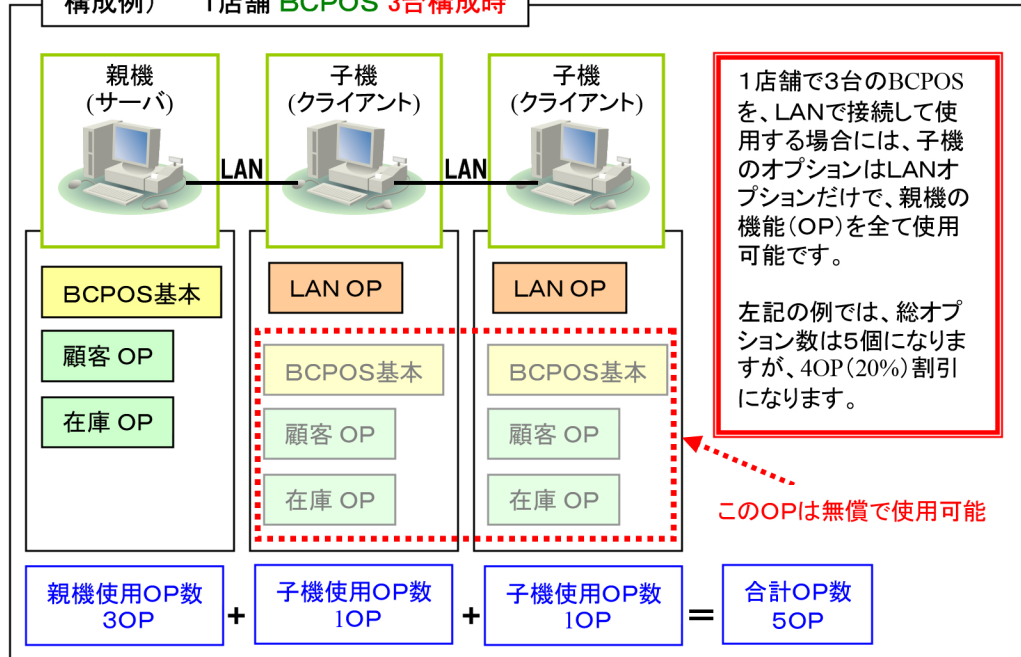 構成例) 1店舗 BCPOS 3台構成時
親機
(サーバ)
子機
(クライアント)
子機
(クライアント)
LAN
LAN
BCPOS基本
顧客 OP
在庫 OP
LAN OP
BCPOS基本
顧客 OP
在庫 OP
LAN OP
BCPOS基本
顧客 OP
在庫 OP
1店舗で3台のBCPOS
を、LANで接続して使
用する場合には、子機
のオプションはLANオ
プションだけで、親機の
機能(OP)を全て使用
可能です。
左記の例では、総オプ
ション数は5個になりま
すが、4OP(20%)割引
になります。
このOPは無償で使用可能
親機使用OP数
3OP
+
子機使用OP数
1OP
+
子機使用OP数
1OP
=
合計OP数
5OP